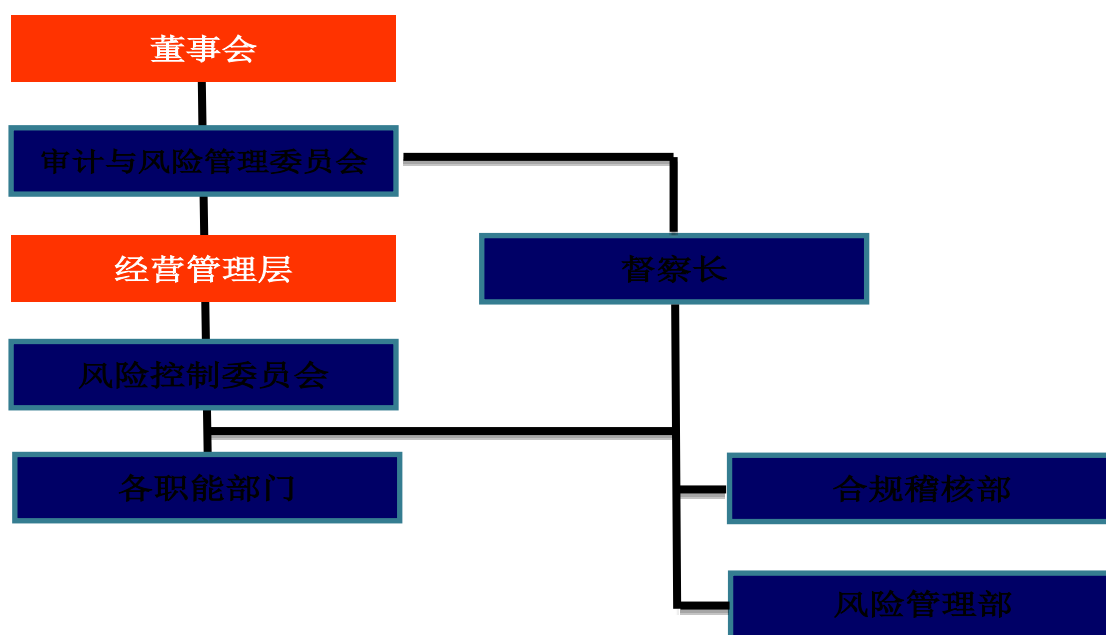 董事会
审计与风险管理委员会
经营管理层
督察长
风险控制委员会
各职能部门
合规稽核部
风险管理部